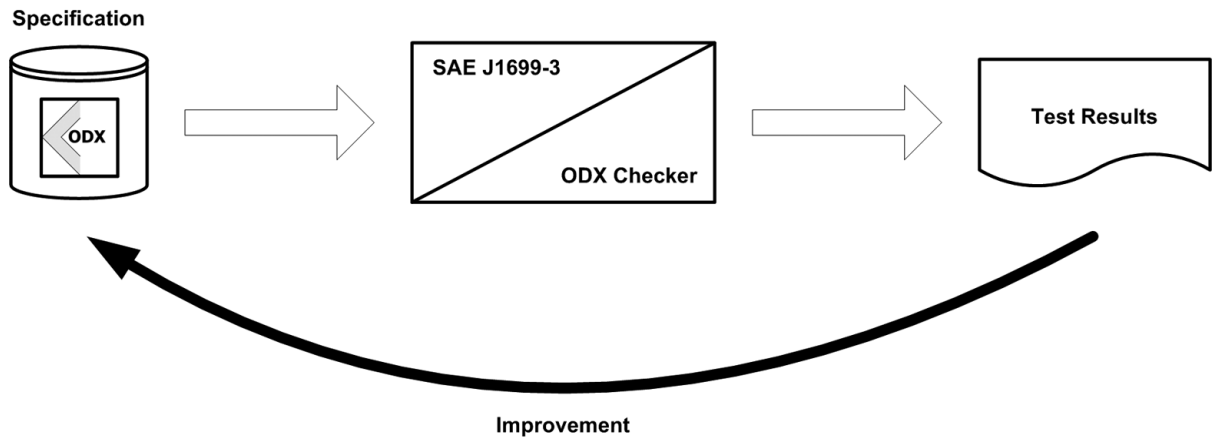 Specification
ODX
SAE J1699-3
ODX Checker
Test Results
Improvement